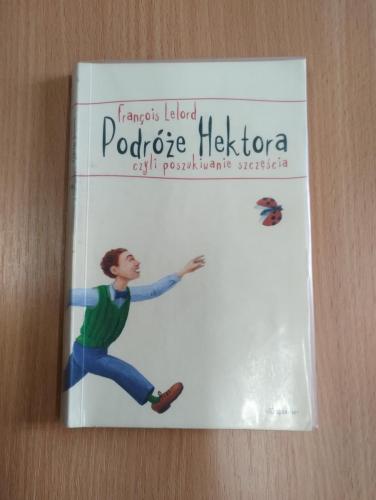 François Lelord
Podróże Hektora
czyli poszukiwanie szczęścia